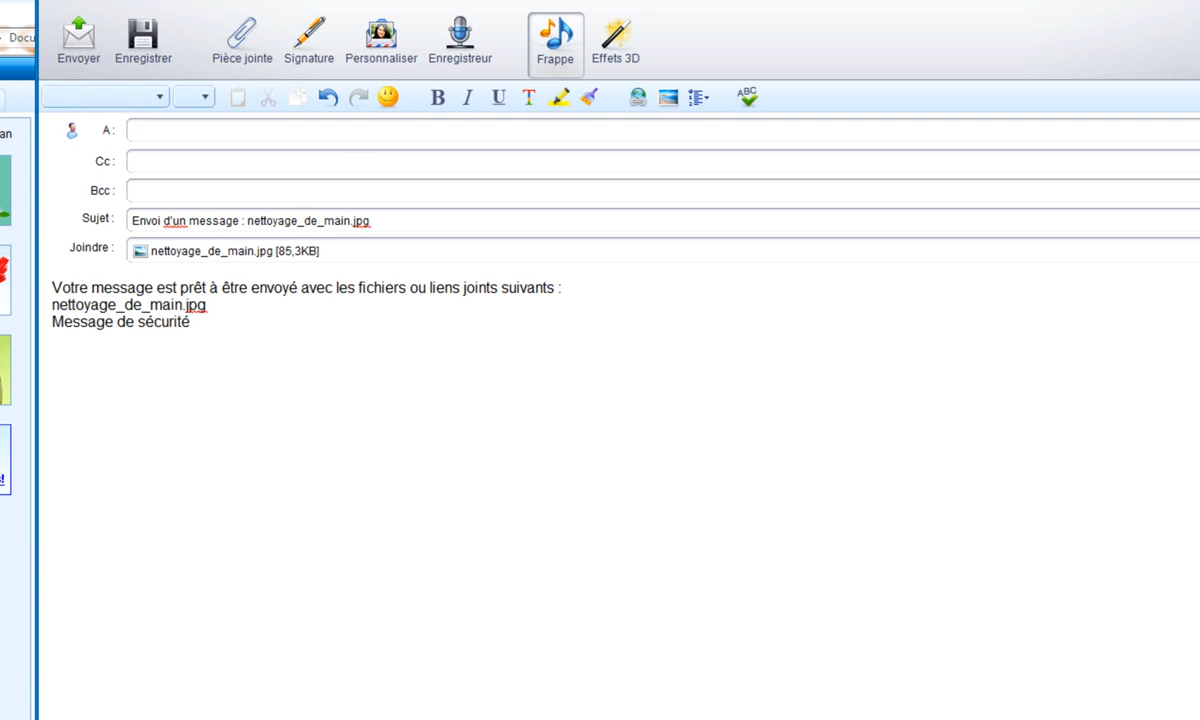 Docu
Envoyer Enregistrer Pièce jointe Signature Personnaliser Enregistreur Frappe Effets 3D
B I U T ABC
an
A :
Cc :
Bcc :
Sujet : Envoi d'un message : nettoyage_de_main.jpg
Joindre : nettoyage_de_main.jpg [85,3KB]
Votre message est prêt à être envoyé avec les fichiers ou liens joints suivants :
nettoyage_de_main.jpg
Message de sécurité